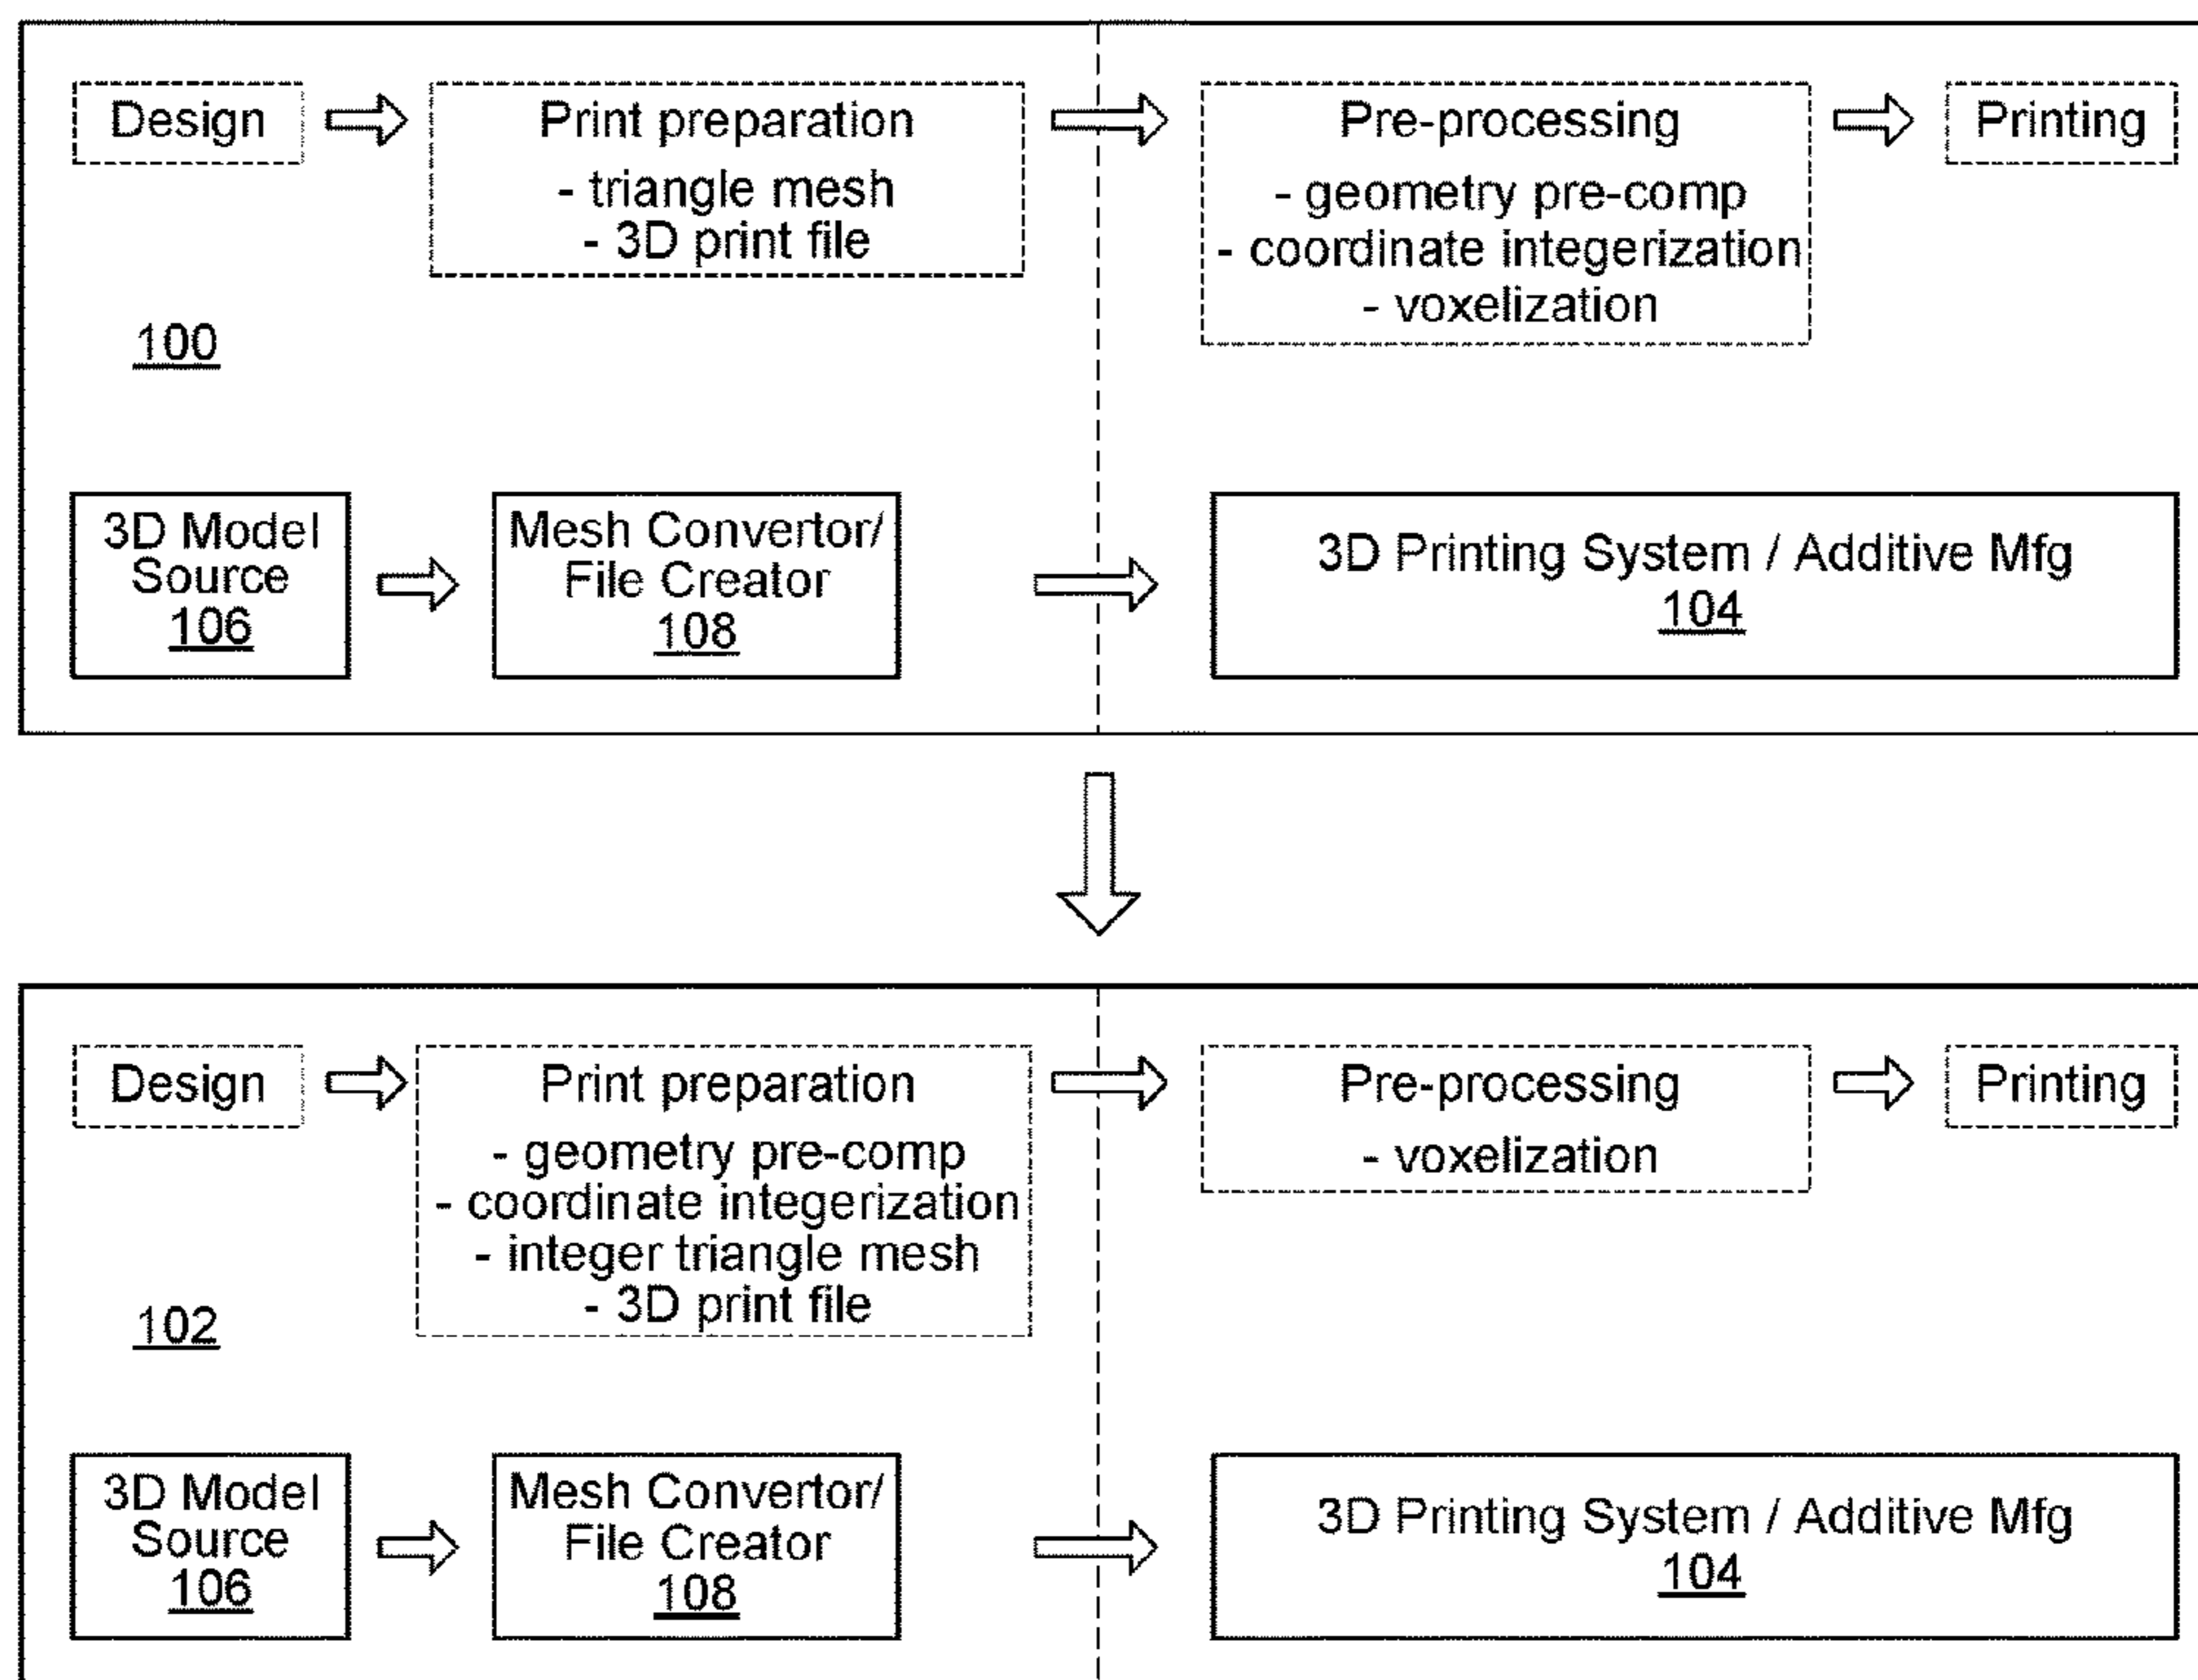 Design
Print preparation
- triangle mesh
- 3D print file
Pre-processing
- geometry pre-comp
- coordinate integerization
- voxelization
Printing
100
3D Model
Source
106
Mesh Convertor/
File Creator
108
3D Printing System / Additive Mfg
104
Design
Print preparation
- geometry pre-comp
- coordinate integerization
- integer triangle mesh
- 3D print file
Pre-processing
- voxelization
Printing
102
3D Model
Source
106
Mesh Convertor/
File Creator
108
3D Printing System / Additive Mfg
104